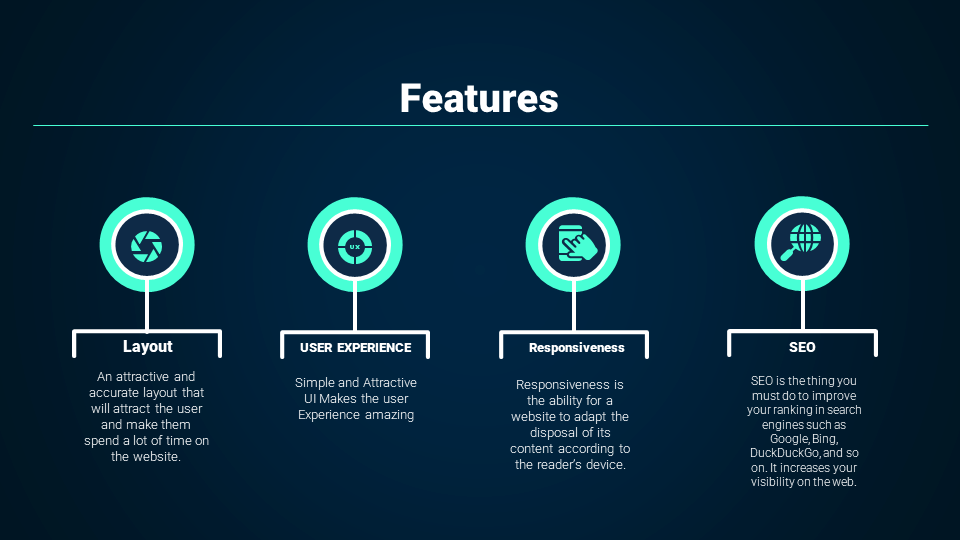 Features
UX
Layout
An attractive and
accurate layout that
will attract the user
and make them
spend a lot of time on
the website.
USER EXPERIENCE
Simple and Attractive
UI Makes the user
Experience amazing
Responsiveness
Responsiveness is
the ability for a
website to adapt the
disposal of its
content according to
the reader's device.
SEO
SEO is the thing you
must do to improve
your ranking in search
engines such as
Google, Bing,
DuckDuckGo, and so
on. It increases your
visibility on the web.